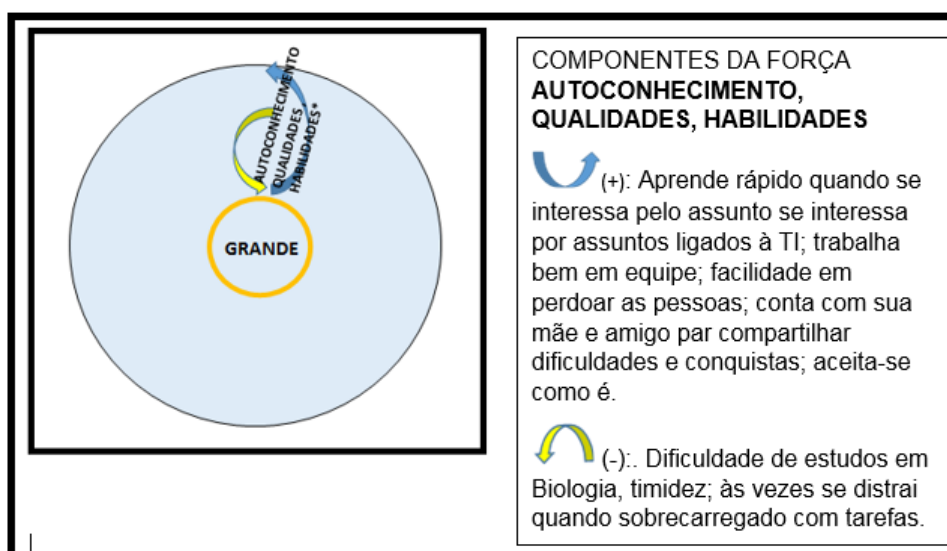 AUTOCONHECIMENTO
QUALIDADES
HABILIDADES*
GRANDE
COMPONENTES DA FORÇA
AUTOCONHECIMENTO,
QUALIDADES, HABILIDADES
(+): Aprende rápido quando se
interessa pelo assunto se interessa
por assuntos ligados à TI; trabalha
bem em equipe; facilidade em
perdoar as pessoas; conta com sua
mãe e amigo par compartilhar
dificuldades e conquistas; aceita-se
como é.
(-):. Dificuldade de estudos em
Biologia, timidez; às vezes se distrai
quando sobrecarregado com tarefas.